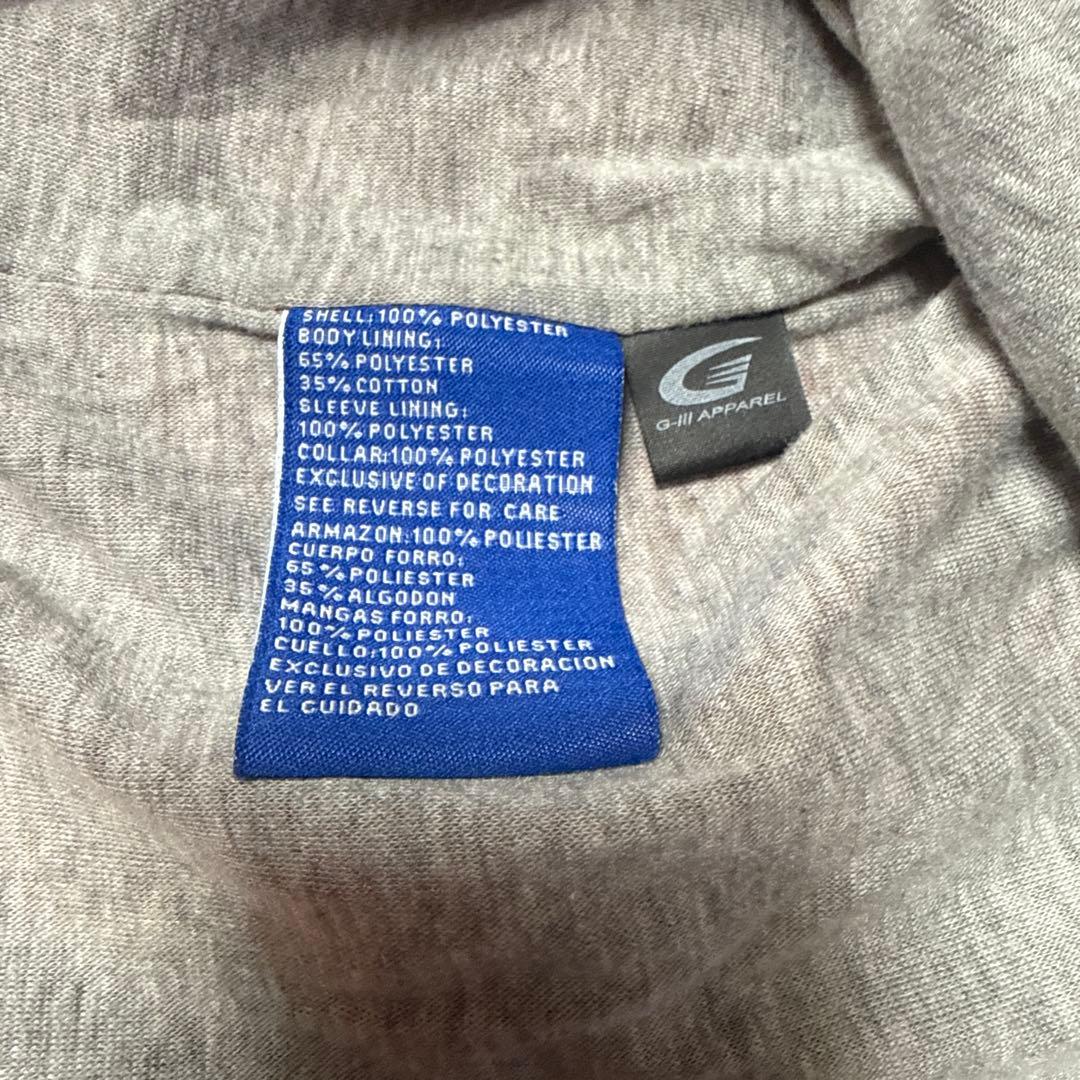 SHELL: 100% POLYESTER
BODY LINING:
65% POLYESTER
35% COTTON
SLEEVE LINING:
100% POLYESTER
COLLAR: 100% POLYESTER
EXCLUSIVE OF DECORATION
SEE REVERSE FOR CARE
ARMAZON: 100% POLIESTER
CUERPO FORRO:
65% POLIESTER
35% ALGODON
MANGAS FORRO:
100% POLIESTER
CUELLO: 100% POLIESTER
EXCLUSIVO DE DECORACION
VER EL REVERSO PARA
EL CUIDADO
G-III APPAREL